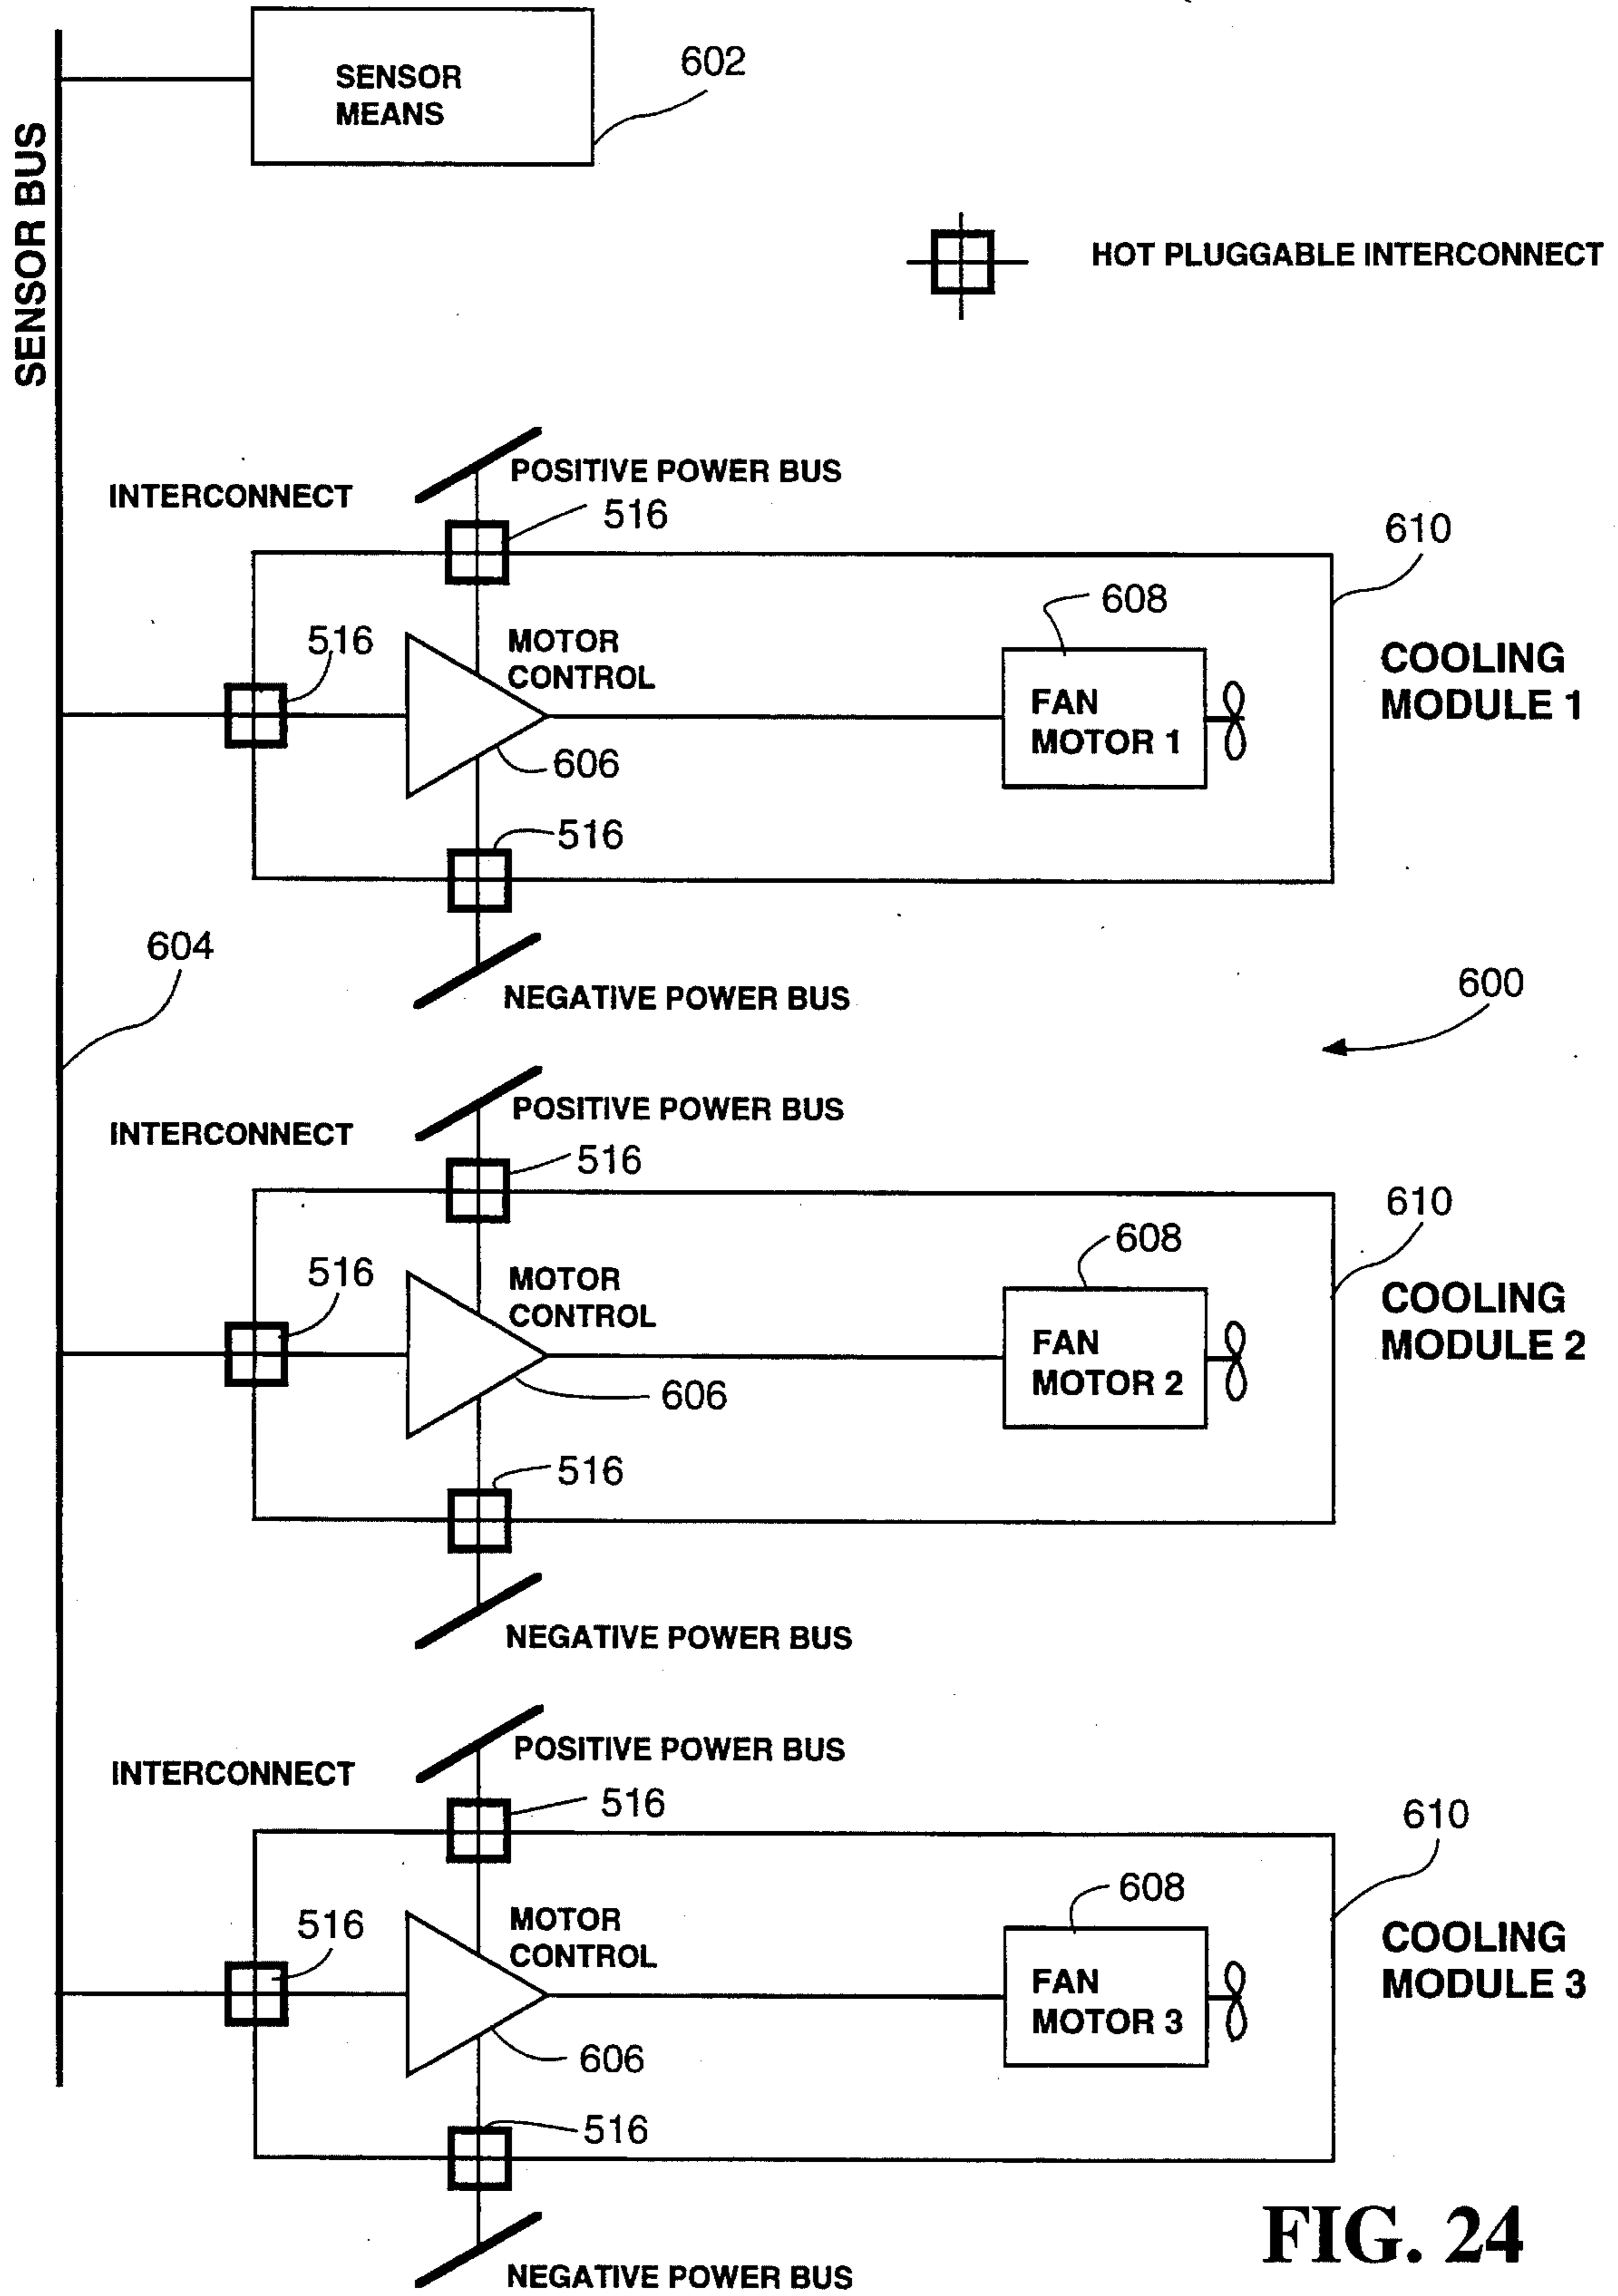 SENSOR BUS
SENSOR
MEANS
602
HOT PLUGGABLE INTERCONNECT
POSITIVE POWER BUS
INTERCONNECT
516
610
608
516
MOTOR
CONTROL
COOLING
MODULE 1
FAN
MOTOR 1
606
516
604
NEGATIVE POWER BUS
600
POSITIVE POWER BUS
INTERCONNECT
516
610
608
516
MOTOR
CONTROL
COOLING
MODULE 2
FAN
MOTOR 2
606
516
NEGATIVE POWER BUS
POSITIVE POWER BUS
INTERCONNECT
516
610
608
516
MOTOR
CONTROL
COOLING
MODULE 3
FAN
MOTOR 3
606
516
NEGATIVE POWER BUS
FIG. 24